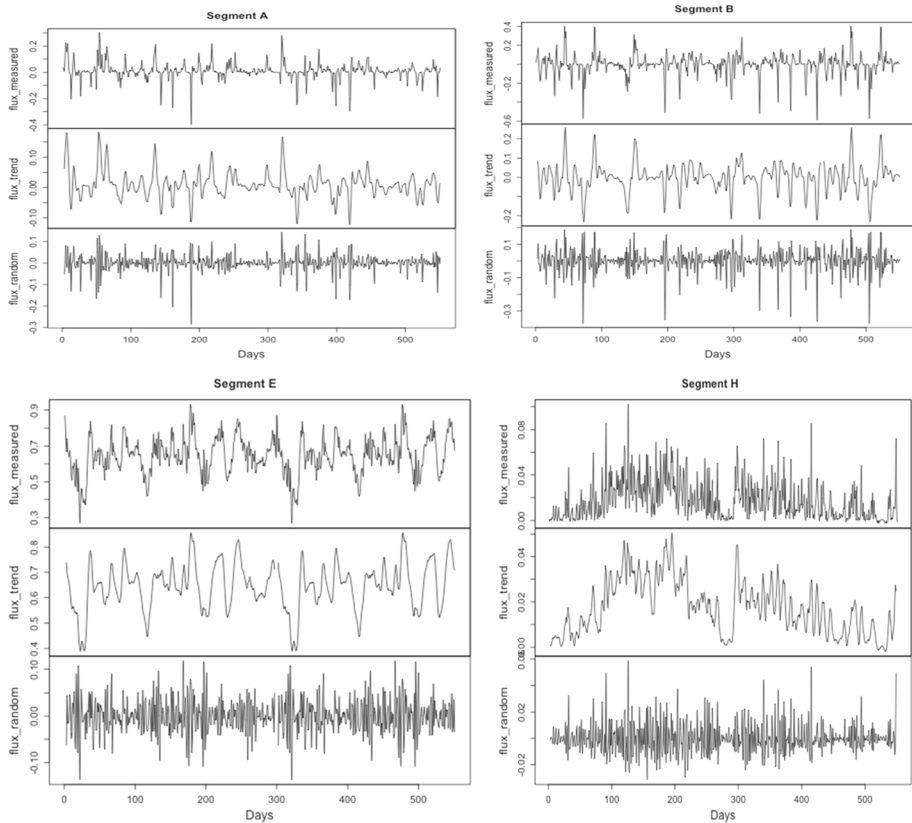 Segment A
flux_measured
0.2
0.0
-0.2
-0.4
flux_trend
0.10
0.00
-0.10
flux_random
0.1
0.0
-0.1
-0.2
-0.3
0 100 200 300 400 500
Days
Segment B
flux_measured
0.4
0.2
-0.2
-0.6
flux_trend
0.2
0.0
-0.2
flux_random
0.1
-0.1
-0.3
0 100 200 300 400 500
Days
Segment E
flux_measured
0.9
0.7
0.5
0.3
flux_trend
0.8
0.7
0.6
0.5
0.4
flux_random
0.10
0.00
-0.10
0 100 200 300 400 500
Days
Segment H
flux_measured
0.08
0.04
0.00
flux_trend
0.04
0.02
0.00
flux_random
0.02
-0.02
0 100 200 300 400 500
Days